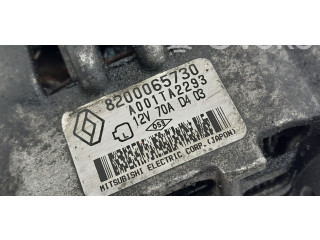 8200065730
A001TA2293
12V 70A D4 03
MITSUBISHI ELECTRIC CORP.(JAPON)